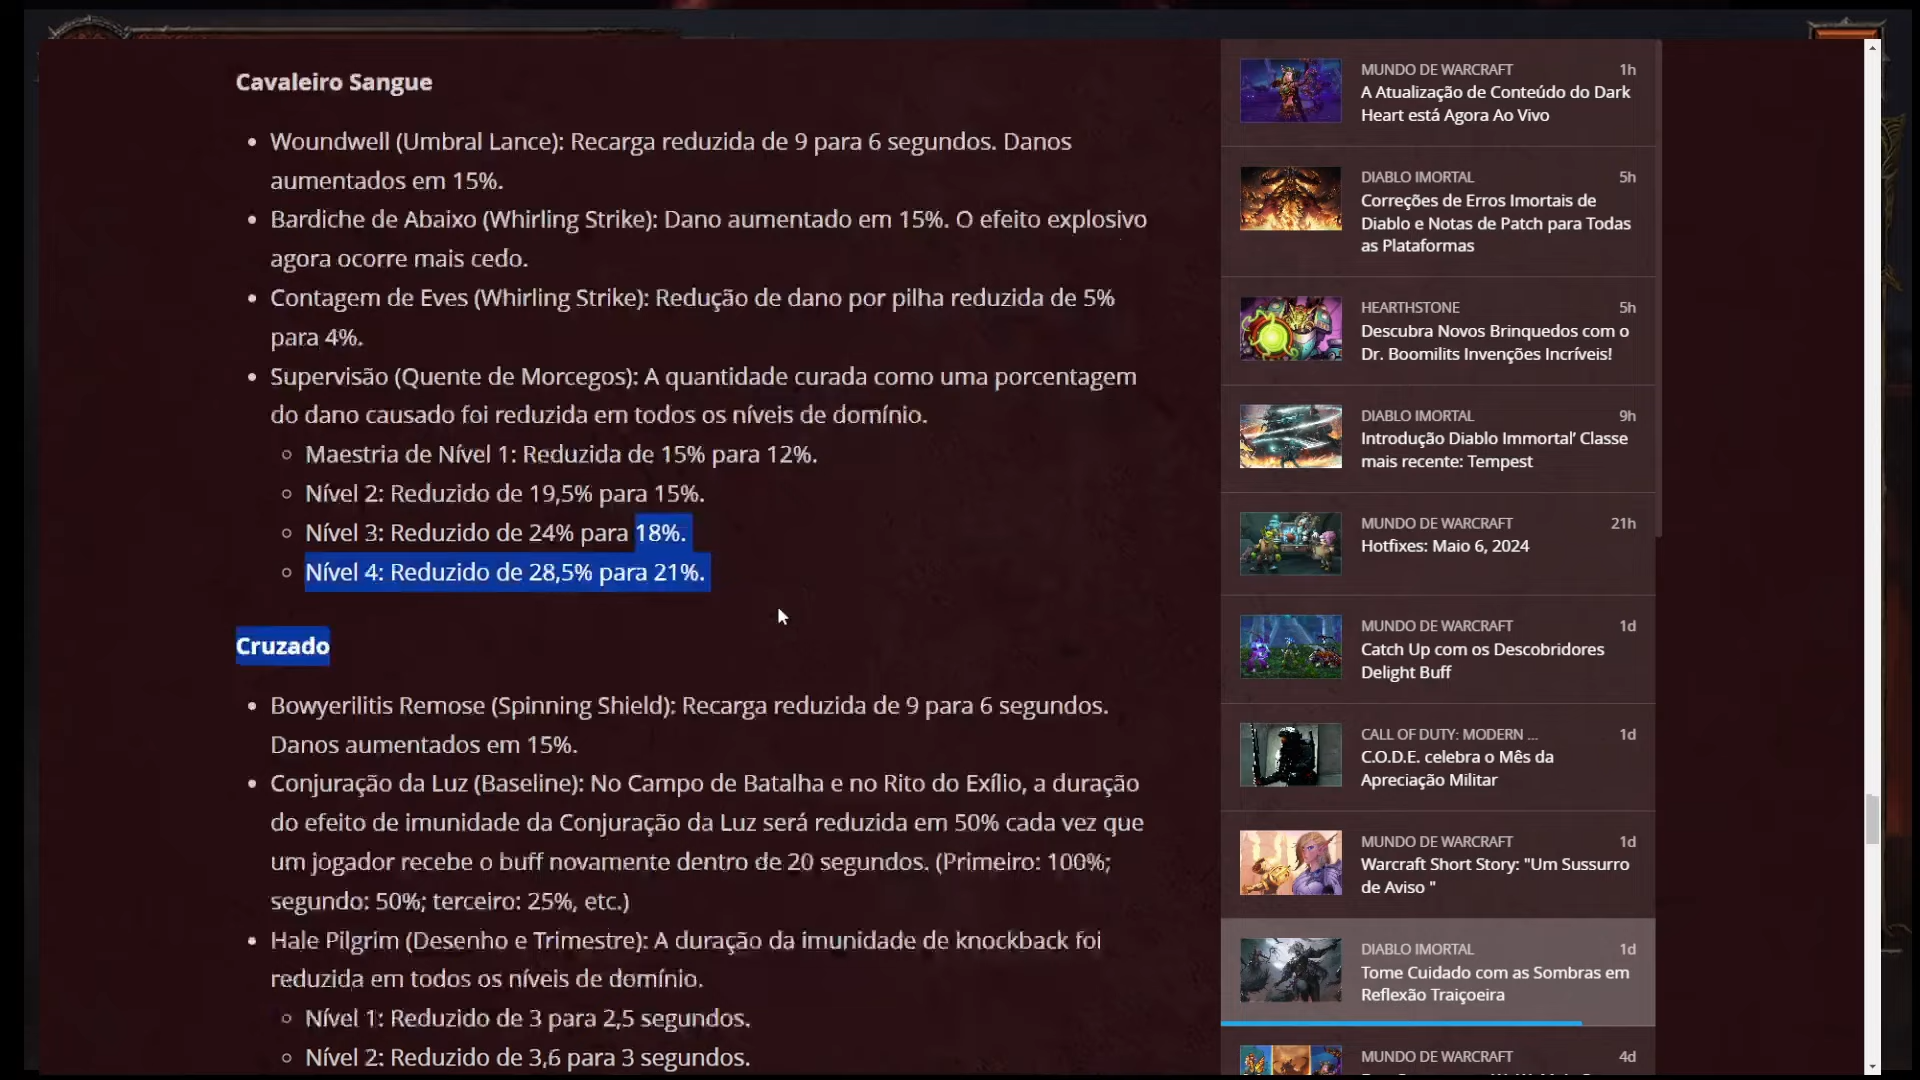 Cavaleiro Sangue
Woundwell (Umbral Lance): Recarga reduzida de 9 para 6 segundos. Danos
aumentados em 15%.
Bardiche de Abaixo (Whirling Strike): Dano aumentado em 15%. O efeito explosivo
agora ocorre mais cedo.
Contagem de Eves (Whirling Strike): Redução de dano por pilha reduzida de 5%
para 4%.
Supervisão (Quente de Morcegos): A quantidade curada como uma porcentagem
do dano causado foi reduzida em todos os níveis de domínio.
Maestria de Nível 1: Reduzida de 15% para 12%.
Nível 2: Reduzido de 19,5% para 15%.
Nível 3: Reduzido de 24% para 18%.
Nível 4: Reduzido de 28,5% para 21%.
Cruzado
Bowyerilitis Remose (Spinning Shield): Recarga reduzida de 9 para 6 segundos.
Danos aumentados em 15%.
Conjuração da Luz (Baseline): No Campo de Batalha e no Rito do Exílio, a duração
do efeito de imunidade da Conjuração da Luz será reduzida em 50% cada vez que
um jogador recebe o buff novamente dentro de 20 segundos. (Primeiro: 100%;
segundo: 50%; terceiro: 25%, etc.)
Hale Pilgrim (Desenho e Trimestre): A duração da imunidade de knockback foi
reduzida em todos os níveis de domínio.
Nível 1: Reduzido de 3 para 2,5 segundos.
Nível 2: Reduzido de 3,6 para 3 segundos.
MUNDO DE WARCRAFT 1h
A Atualização de Conteúdo do Dark
Heart está Agora Ao Vivo
DIABLO IMORTAL 5h
Correções de Erros Imortais de
Diablo e Notas de Patch para Todas
as Plataformas
HEARTHSTONE 5h
Descubra Novos Brinquedos com o
Dr. Boomilits Invenções Incríveis!
DIABLO IMORTAL 9h
Introdução Diablo Immortal’ Classe
mais recente: Tempest
MUNDO DE WARCRAFT 21h
Hotfixes: Maio 6, 2024
MUNDO DE WARCRAFT 1d
Catch Up com os Descobridores
Delight Buff
CALL OF DUTY: MODERN ... 1d
C.O.D.E. celebra o Mês da
Apreciação Militar
MUNDO DE WARCRAFT 1d
Warcraft Short Story: "Um Sussurro
de Aviso "
DIABLO IMORTAL 1d
Tome Cuidado com as Sombras em
Reflexão Traiçoeira
MUNDO DE WARCRAFT 4d